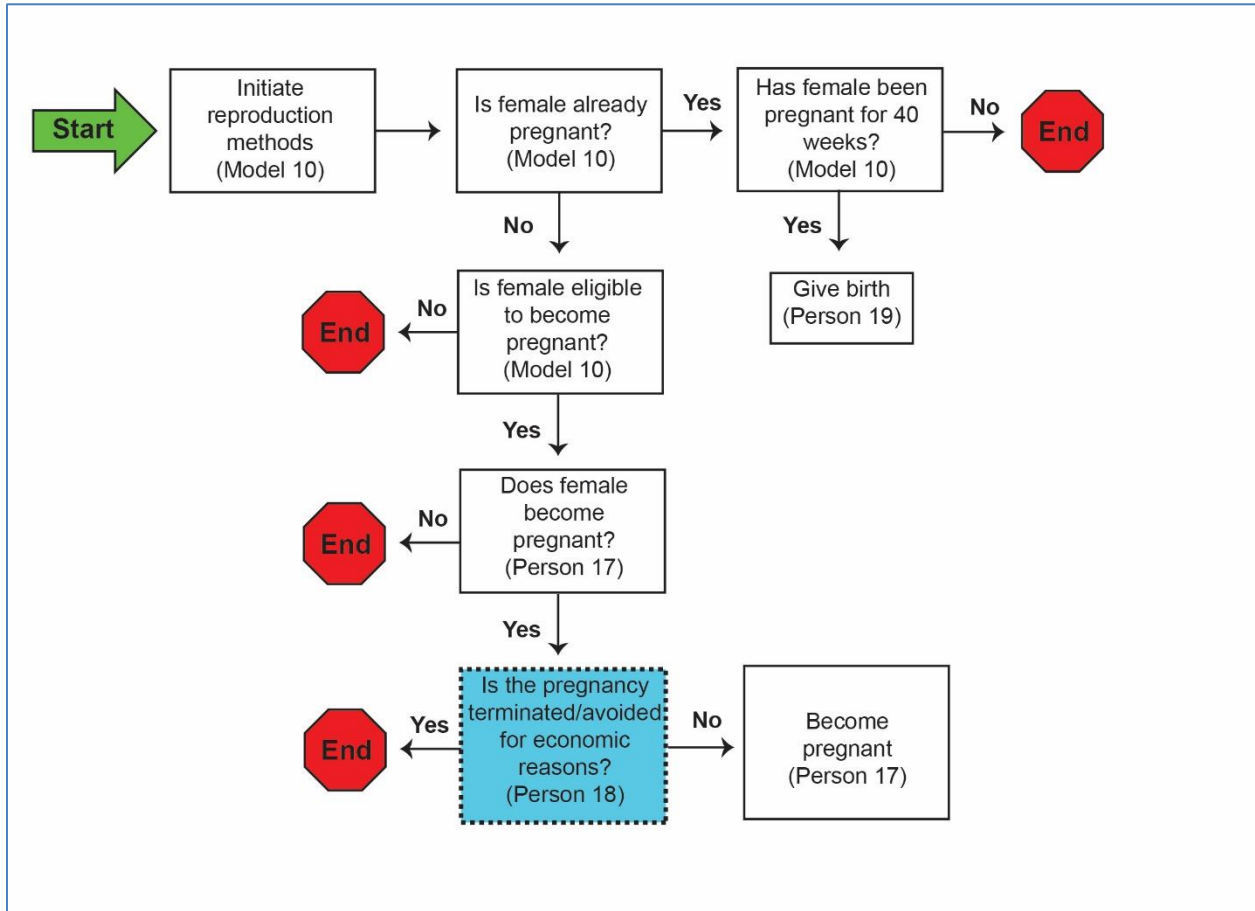 Start
Initiate
reproduction
methods
(Model 10)
Is female already
pregnant?
(Model 10)
Yes
Has female been
pregnant for 40
weeks?
(Model 10)
No
End
No
Yes
Give birth
(Person 19)
End
No
Is female eligible
to become
pregnant?
(Model 10)
Yes
End
No
Does female
become
pregnant?
(Person 17)
Yes
End
Yes
Is the pregnancy
terminated/avoided
for economic
reasons?
(Person 18)
No
Become
pregnant
(Person 17)